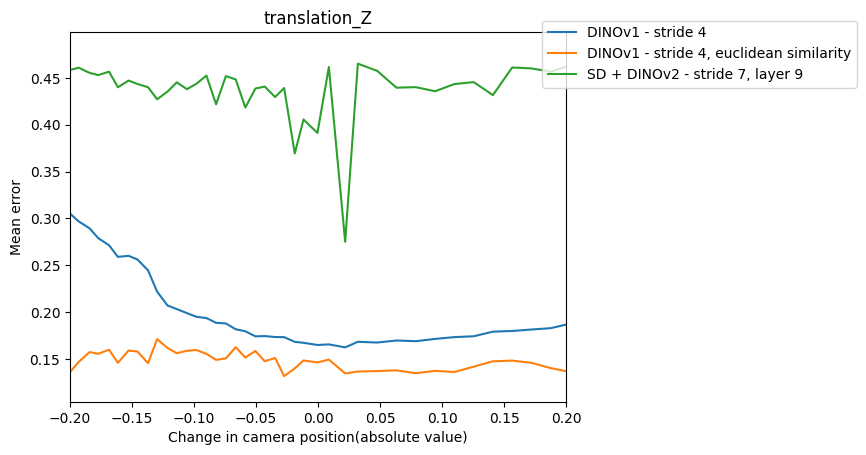 translation_Z
DINOv1 - stride 4
DINOv1 - stride 4, euclidean similarity
SD + DINOv2 - stride 7, layer 9
Mean error
0.45
0.40
0.35
0.30
0.25
0.20
0.15
−0.20
−0.15
−0.10
−0.05
0.00
0.05
0.10
0.15
0.20
Change in camera position(absolute value)